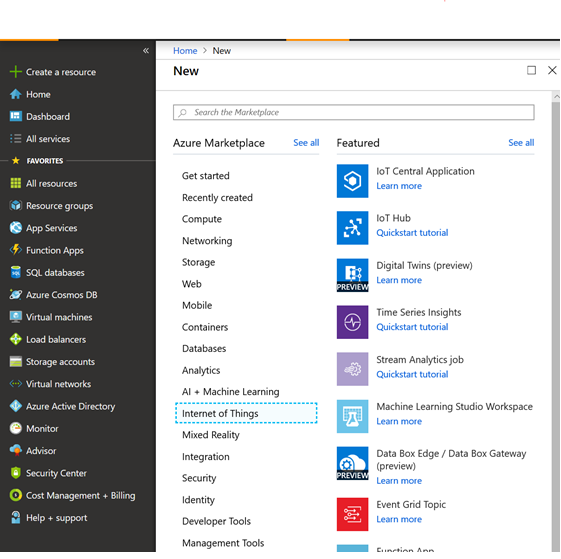 «
Home > New
Create a resource
Home
Dashboard
All services
FAVORITES
All resources
Resource groups
App Services
Function Apps
SQL databases
Azure Cosmos DB
Virtual machines
Load balancers
Storage accounts
Virtual networks
Azure Active Directory
Monitor
Advisor
Security Center
Cost Management + Billing
Help + support
New
Search the Marketplace
Azure Marketplace
See all
Get started
Recently created
Compute
Networking
Storage
Web
Mobile
Containers
Databases
Analytics
AI + Machine Learning
Internet of Things
Mixed Reality
Integration
Security
Identity
Developer Tools
Management Tools
Featured
See all
IoT Central Application
Learn more
IoT Hub
Quickstart tutorial
PREVIEW
Digital Twins (preview)
Learn more
Time Series Insights
Quickstart tutorial
Stream Analytics job
Quickstart tutorial
Machine Learning Studio Workspace
Learn more
PREVIEW
Data Box Edge / Data Box Gateway
(preview)
Learn more
Event Grid Topic
Learn more
Function App